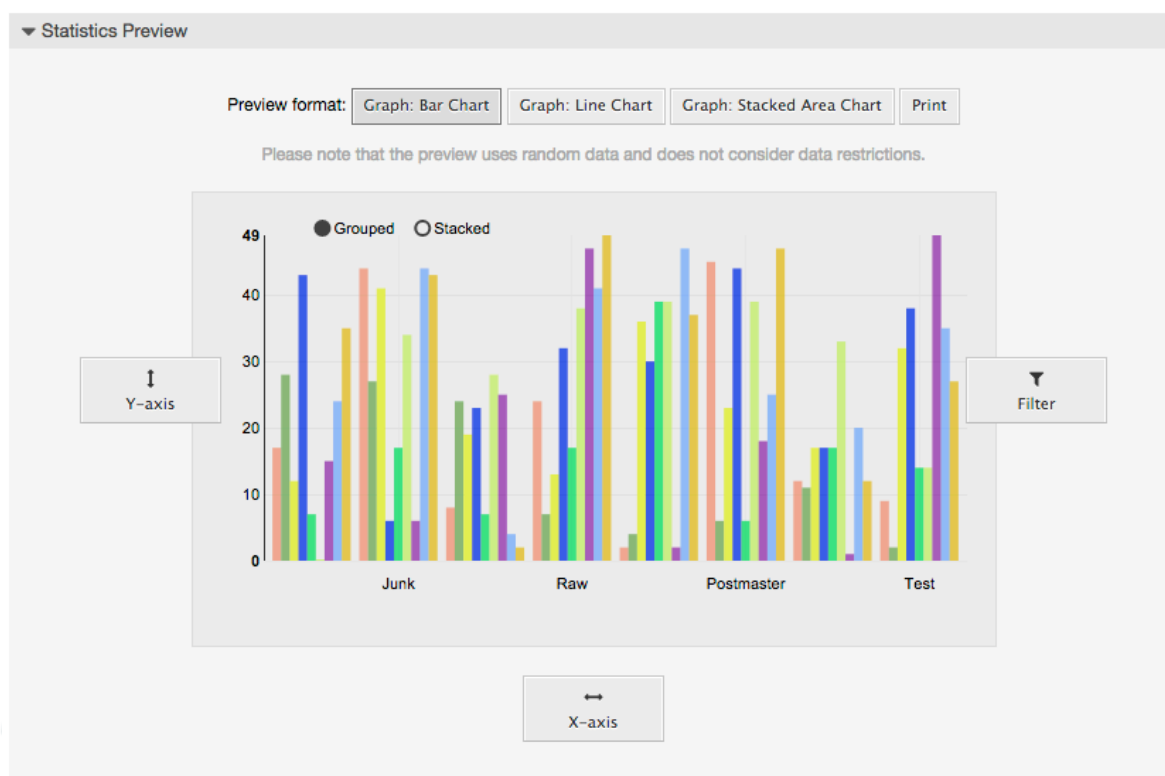 Statistics Preview
Preview format: Graph: Bar Chart Graph: Line Chart Graph: Stacked Area Chart Print
Please note that the preview uses random data and does not consider data restrictions.
Grouped Stacked
49
40
30
20
10
0
Y-axis
Filter
Junk Raw Postmaster Test
X-axis